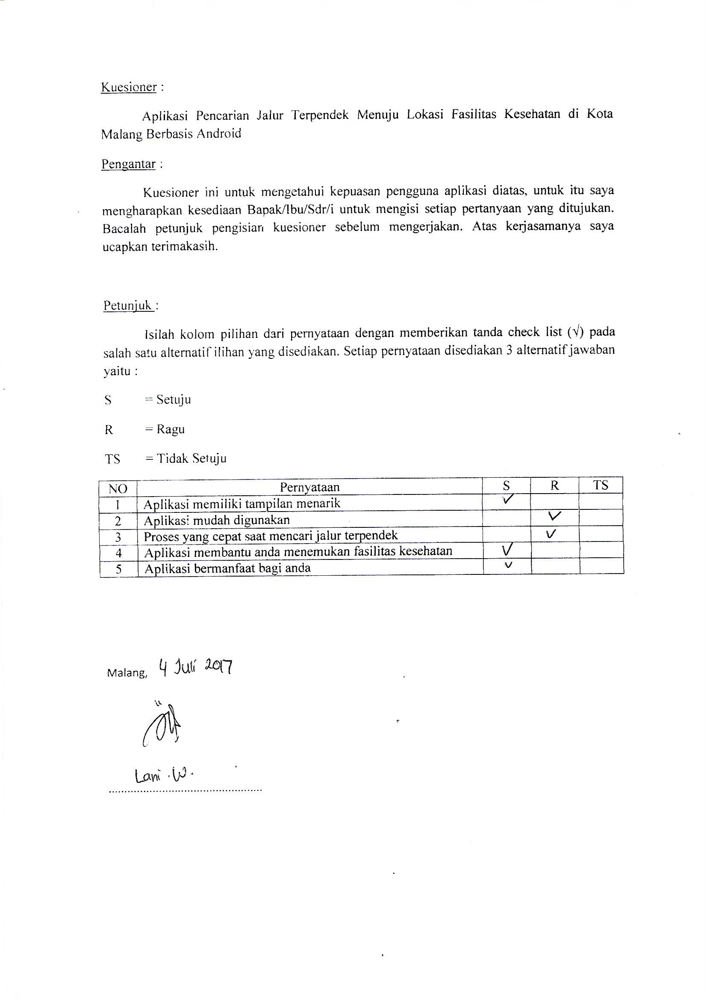 Kuesioner :
Aplikasi Pencarian Jalur Terpendek Menuju Lokasi Fasilitas Kesehatan di Kota
Malang Berbasis Android
Pengantar :
Kuesioner ini untuk mengetahui kepuasan pengguna aplikasi diatas, untuk itu saya
mengharapkan kesediaan Bapak/Ibu/Sdr/i untuk mengisi setiap pertanyaan yang ditujukan.
Bacalah petunjuk pengisian kuesioner sebelum mengerjakan. Atas kerjasamanya saya
ucapkan terimakasih.
Petunjuk :
Isilah kolom pilihan dari pernyataan dengan memberikan tanda check list (√) pada
salah satu alternatif ilihan yang disediakan. Setiap pernyataan disediakan 3 alternatif jawaban
yaitu :
S = Setuju
R = Ragu
TS = Tidak Setuju
NO Pernyataan S R TS
1 Aplikasi memiliki tampilan menarik √
2 Aplikasi mudah digunakan √
3 Proses yang cepat saat mencari jalur terpendek √
4 Aplikasi membantu anda menemukan fasilitas kesehatan √
5 Aplikasi bermanfaat bagi anda √
Malang, 4 Juli 2017
Lani . W .